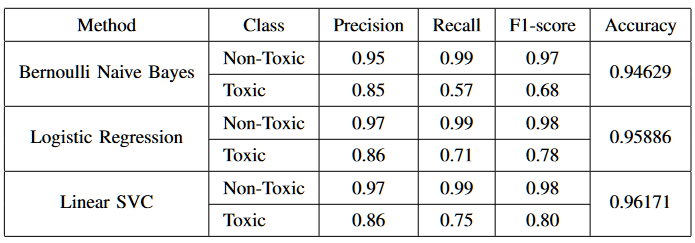 Method Class Precision Recall F1-score Accuracy
Bernoulli Naive Bayes Non-Toxic 0.95 0.99 0.97 0.94629
Toxic 0.85 0.57 0.68
Logistic Regression Non-Toxic 0.97 0.99 0.98 0.95886
Toxic 0.86 0.71 0.78
Linear SVC Non-Toxic 0.97 0.99 0.98 0.96171
Toxic 0.86 0.75 0.80